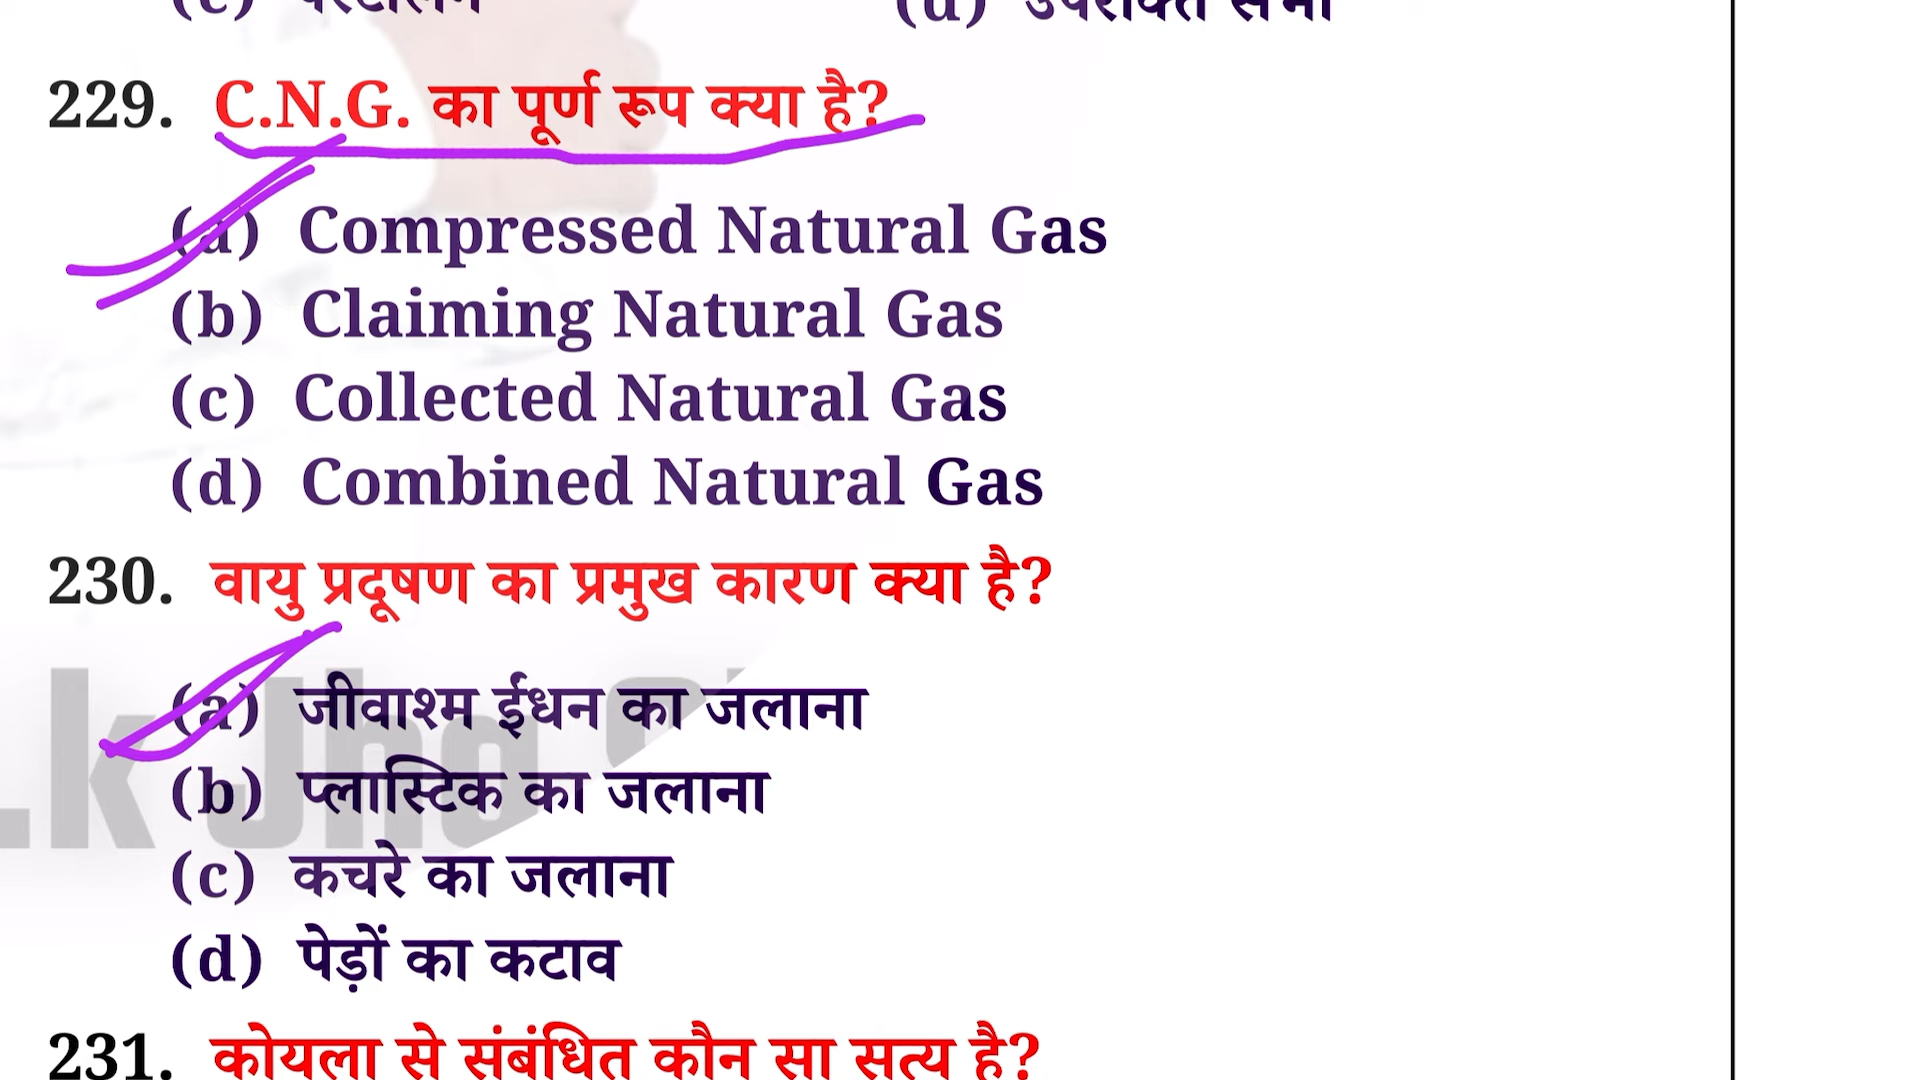 229. C.N.G. का पूर्ण रूप क्या है?
(a) Compressed Natural Gas
(b) Claiming Natural Gas
(c) Collected Natural Gas
(d) Combined Natural Gas
230. वायु प्रदूषण का प्रमुख कारण क्या है?
(a) जीवाश्म ईधन का जलाना
(b) प्लास्टिक का जलाना
(c) कचरे का जलाना
(d) पेड़ों का कटाव
231. कोयला से संबंधित कौन सा सत्य है?